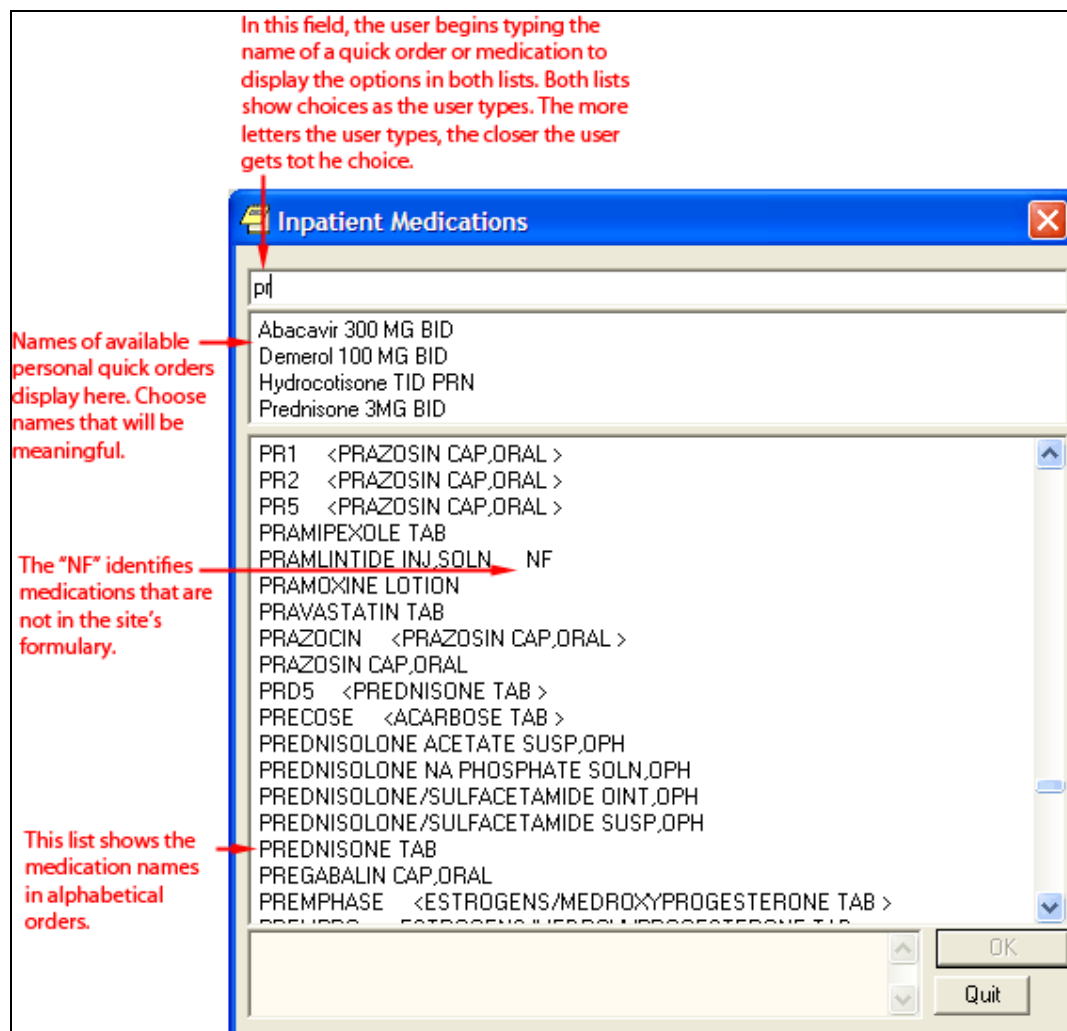 In this field, the user begins typing the
name of a quick order or medication to
display the options in both lists. Both lists
show choices as the user types. The more
letters the user types, the closer the user
gets tot he choice.
Inpatient Medications
pr
Names of available
personal quick orders
display here. Choose
names that will be
meaningful.
Abacavir 300 MG BID
Demerol 100 MG BID
Hydrocotisone TID PRN
Prednisone 3MG BID
PR1 <PRAZOSIN CAP,ORAL >
PR2 <PRAZOSIN CAP,ORAL >
PR5 <PRAZOSIN CAP,ORAL >
PRAMIPEXOLE TAB
The "NF" identifies
medications that are
not in the site's
formulary.
PRAMLINTIDE INJ,SOLN NF
PRAMOXINE LOTION
PRAVASTATIN TAB
PRAZOCIN <PRAZOSIN CAP,ORAL >
PRAZOSIN CAP,ORAL
PRD5 <PREDNISONE TAB >
PRECOSE <ACARBOSE TAB >
PREDNISOLONE ACETATE SUSP,OPH
PREDNISOLONE NA PHOSPHATE SOLN,OPH
PREDNISOLONE/SULFACETAMIDE OINT,OPH
PREDNISOLONE/SULFACETAMIDE SUSP,OPH
This list shows the
medication names
in alphabetical
orders.
PREDNISONE TAB
PREGABALIN CAP,ORAL
PREMPHASE <ESTROGENS/MEDROXYPROGESTERONE TAB >
OK
Quit